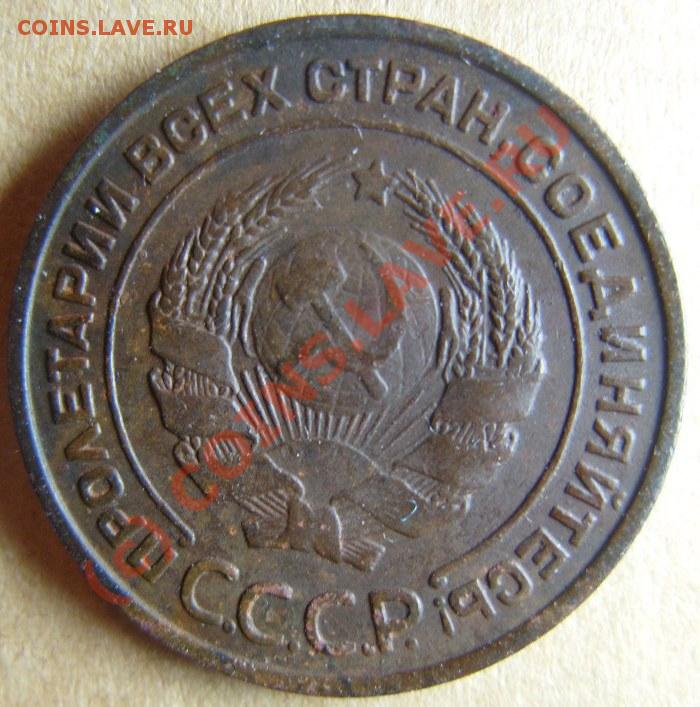 COINS.LAVE.RU
ПРОЛЕТАРИИ ВСЕХ СТРАН, СОЕДИНЯЙТЕСЬ!
С.С.С.Р.
© COINS.LAVE.RU